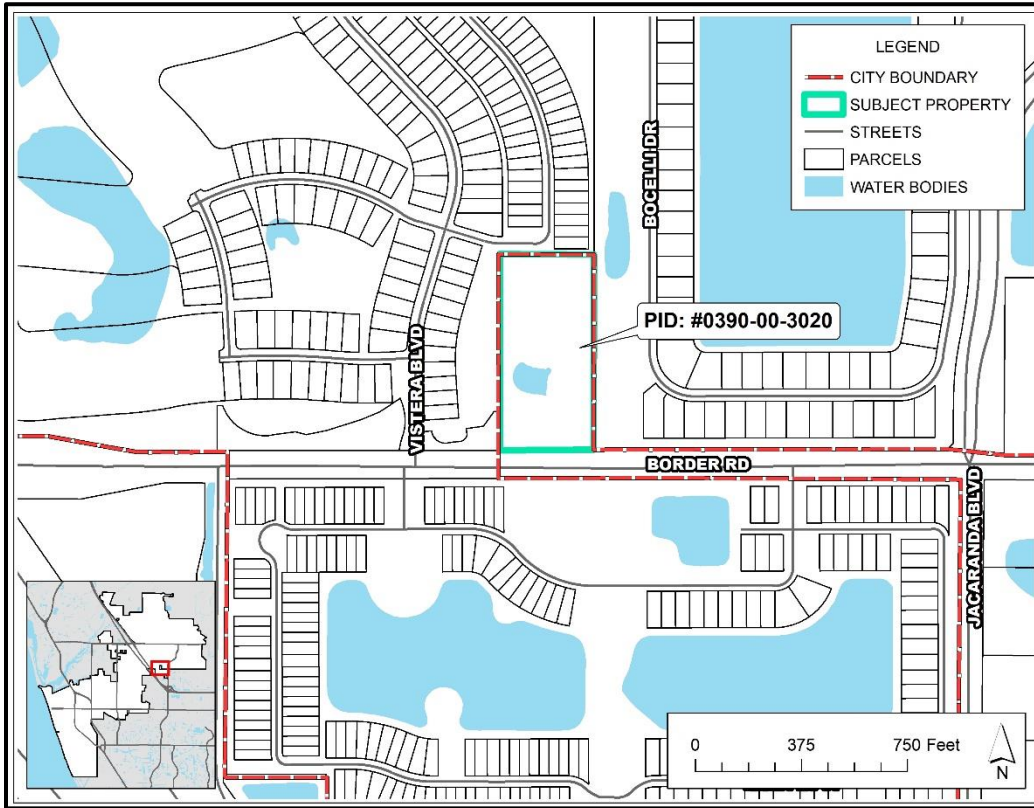 LEGEND
CITY BOUNDARY
SUBJECT PROPERTY
STREETS
PARCELS
WATER BODIES
BOCELLI DR
PID: #0390-00-3020
VISTERA BLVD
BORDER RD
JACARANDA BLVD
0 375 750 Feet
N